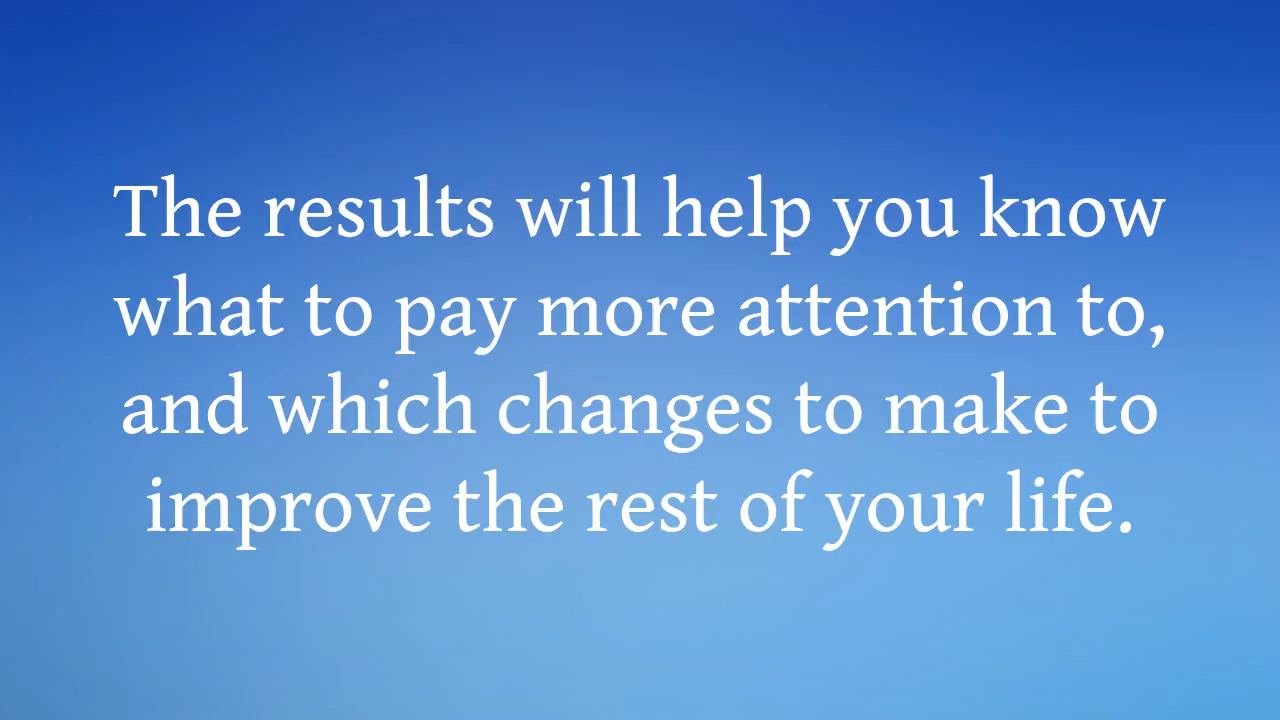 The results will help you know
what to pay more attention to,
and which changes to make to
improve the rest of your life.